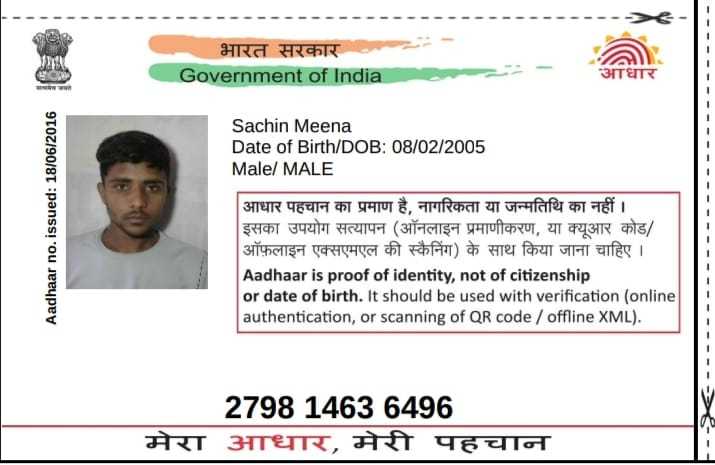 भारत सरकार
Government of India
सत्यमेव जयते
आधार
Aadhaar no. issued: 18/06/2016
Sachin Meena
Date of Birth/DOB: 08/02/2005
Male/ MALE
आधार पहचान का प्रमाण है, नागरिकता या जन्मतिथि का नहीं ।
इसका उपयोग सत्यापन (ऑनलाइन प्रमाणीकरण, या क्यूआर कोड/
ऑफ़लाइन एक्सएमएल की स्कैनिंग) के साथ किया जाना चाहिए ।
Aadhaar is proof of identity, not of citizenship
or date of birth. It should be used with verification (online
authentication, or scanning of QR code / offline XML).
2798 1463 6496
मेरा आधार, मेरी पहचान